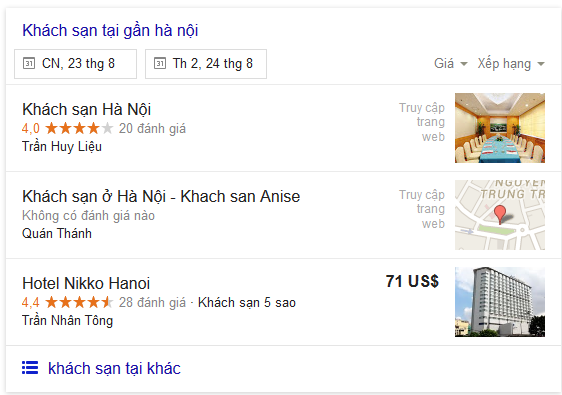 Khách sạn tại gần hà nội
CN, 23 thg 8
Th 2, 24 thg 8
Giá
Xếp hạng
Khách sạn Hà Nội
4,0 20 đánh giá
Trần Huy Liệu
Truy cập
trang
web
Khách sạn ở Hà Nội - Khach san Anise
Không có đánh giá nào
Quán Thánh
Truy cập
trang
web
NGUYEN
TRUNG TR
Hotel Nikko Hanoi
4,4 28 đánh giá · Khách sạn 5 sao
Trần Nhân Tông
71 US$
khách sạn tại khác